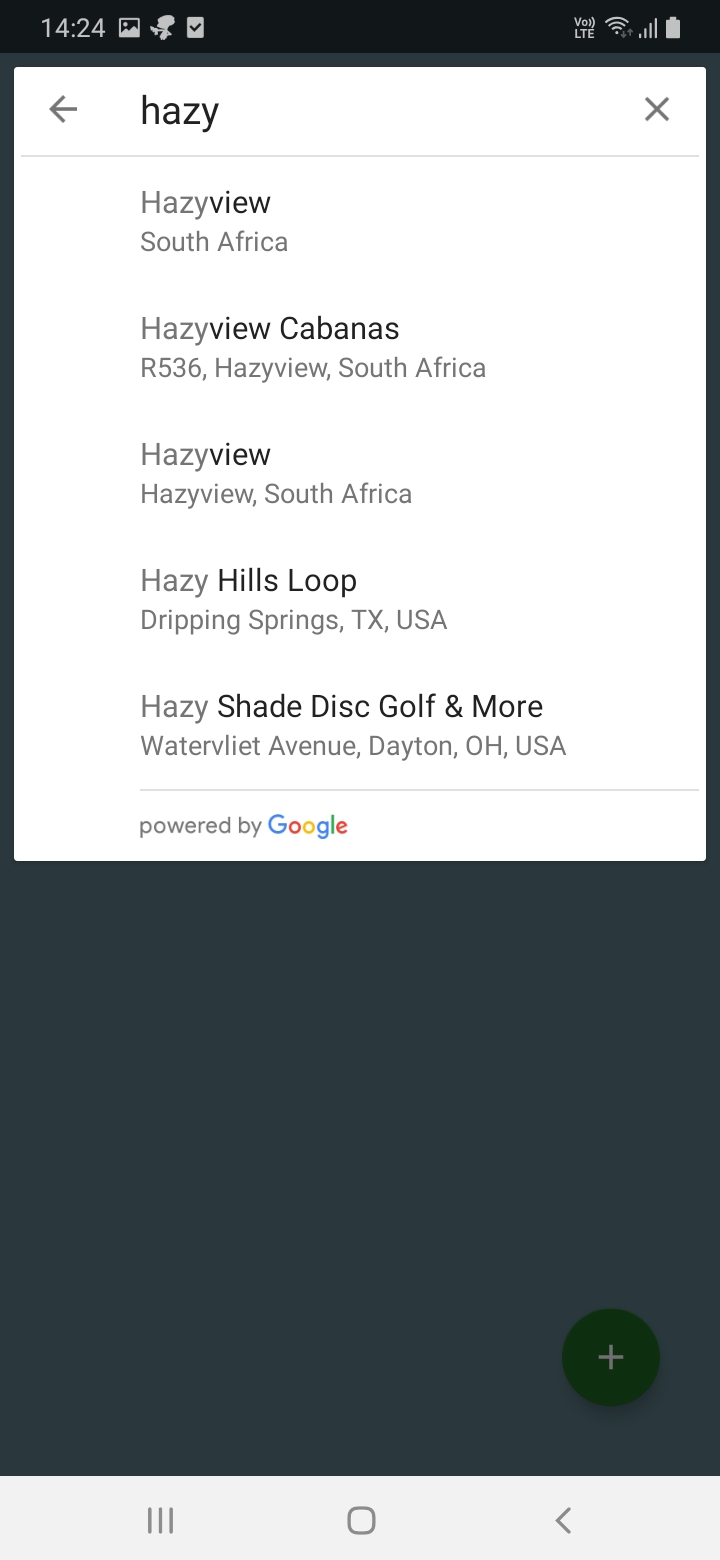 14:24
Vo)) LTE
hazy
Hazyview
South Africa
Hazyview Cabanas
R536, Hazyview, South Africa
Hazyview
Hazyview, South Africa
Hazy Hills Loop
Dripping Springs, TX, USA
Hazy Shade Disc Golf & More
Watervliet Avenue, Dayton, OH, USA
powered by Google